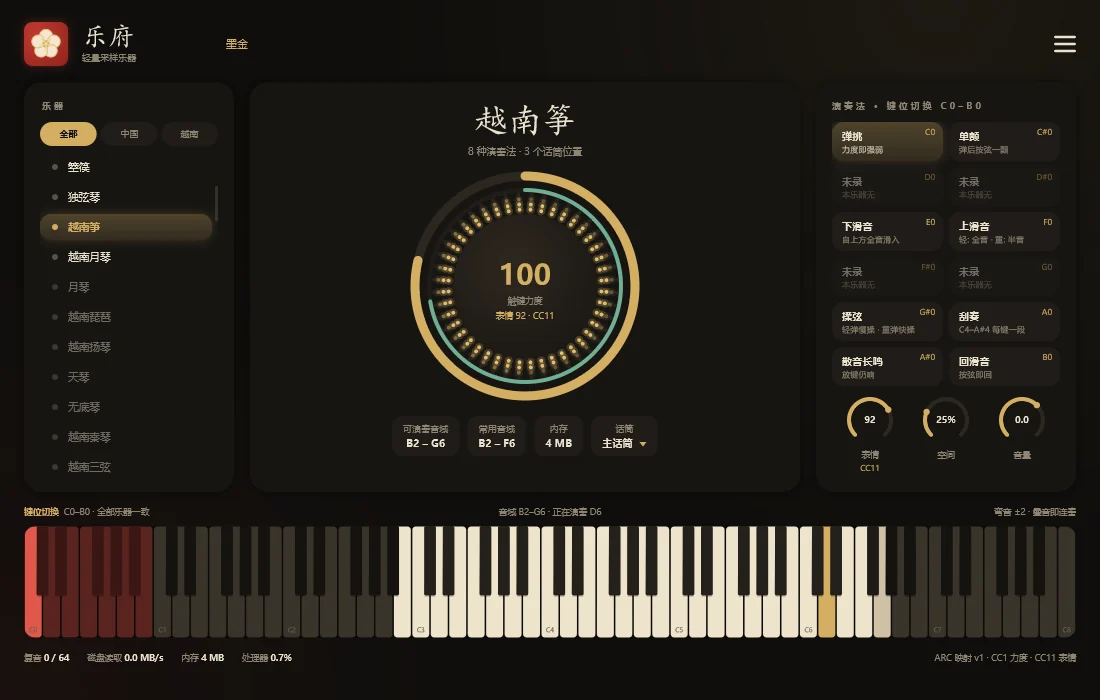 乐府
轻量采样乐器
墨金
乐器
全部 中国 越南
箜篌
独弦琴
越南筝
越南月琴
月琴
越南琵琶
越南扬琴
天琴
无底琴
越南秦琴
越南三弦
越南筝
8 种演奏法 · 3 个话筒位置
100
触键力度
表情 92 · CC11
可演奏音域
B2 – G6
常用音域
B2 – F6
内存
4 MB
话筒
主话筒
演奏法 • 键位切换 C0–B0
弹挑 C0
力度即强弱
单颤 C#0
弹后按弦一颤
未录 D0
本乐器无
未录 D#0
本乐器无
下滑音 E0
自上方全音滑入
上滑音 F0
轻: 全音 · 重: 半音
未录 F#0
本乐器无
未录 G0
本乐器无
揉弦 G#0
轻弹慢揉 · 重弹快揉
刮奏 A0
C4–A#4 每键一段
散音长鸣 A#0
放键仍响
回滑音 B0
按弦即回
92
表情
CC11
25%
空间
0.0
音量
键位切换 C0–B0 · 全部乐器一致
音域 B2–G6 · 正在演奏 D6
弯音 ±2 · 叠音即连奏
C0 C1 C2 C3 C4 C5 C6 C7 C8
复音 0 / 64 磁盘读取 0.0 MB/s 内存 4 MB 处理器 0.7%
ARC 映射 v1 · CC1 力度 · CC11 表情